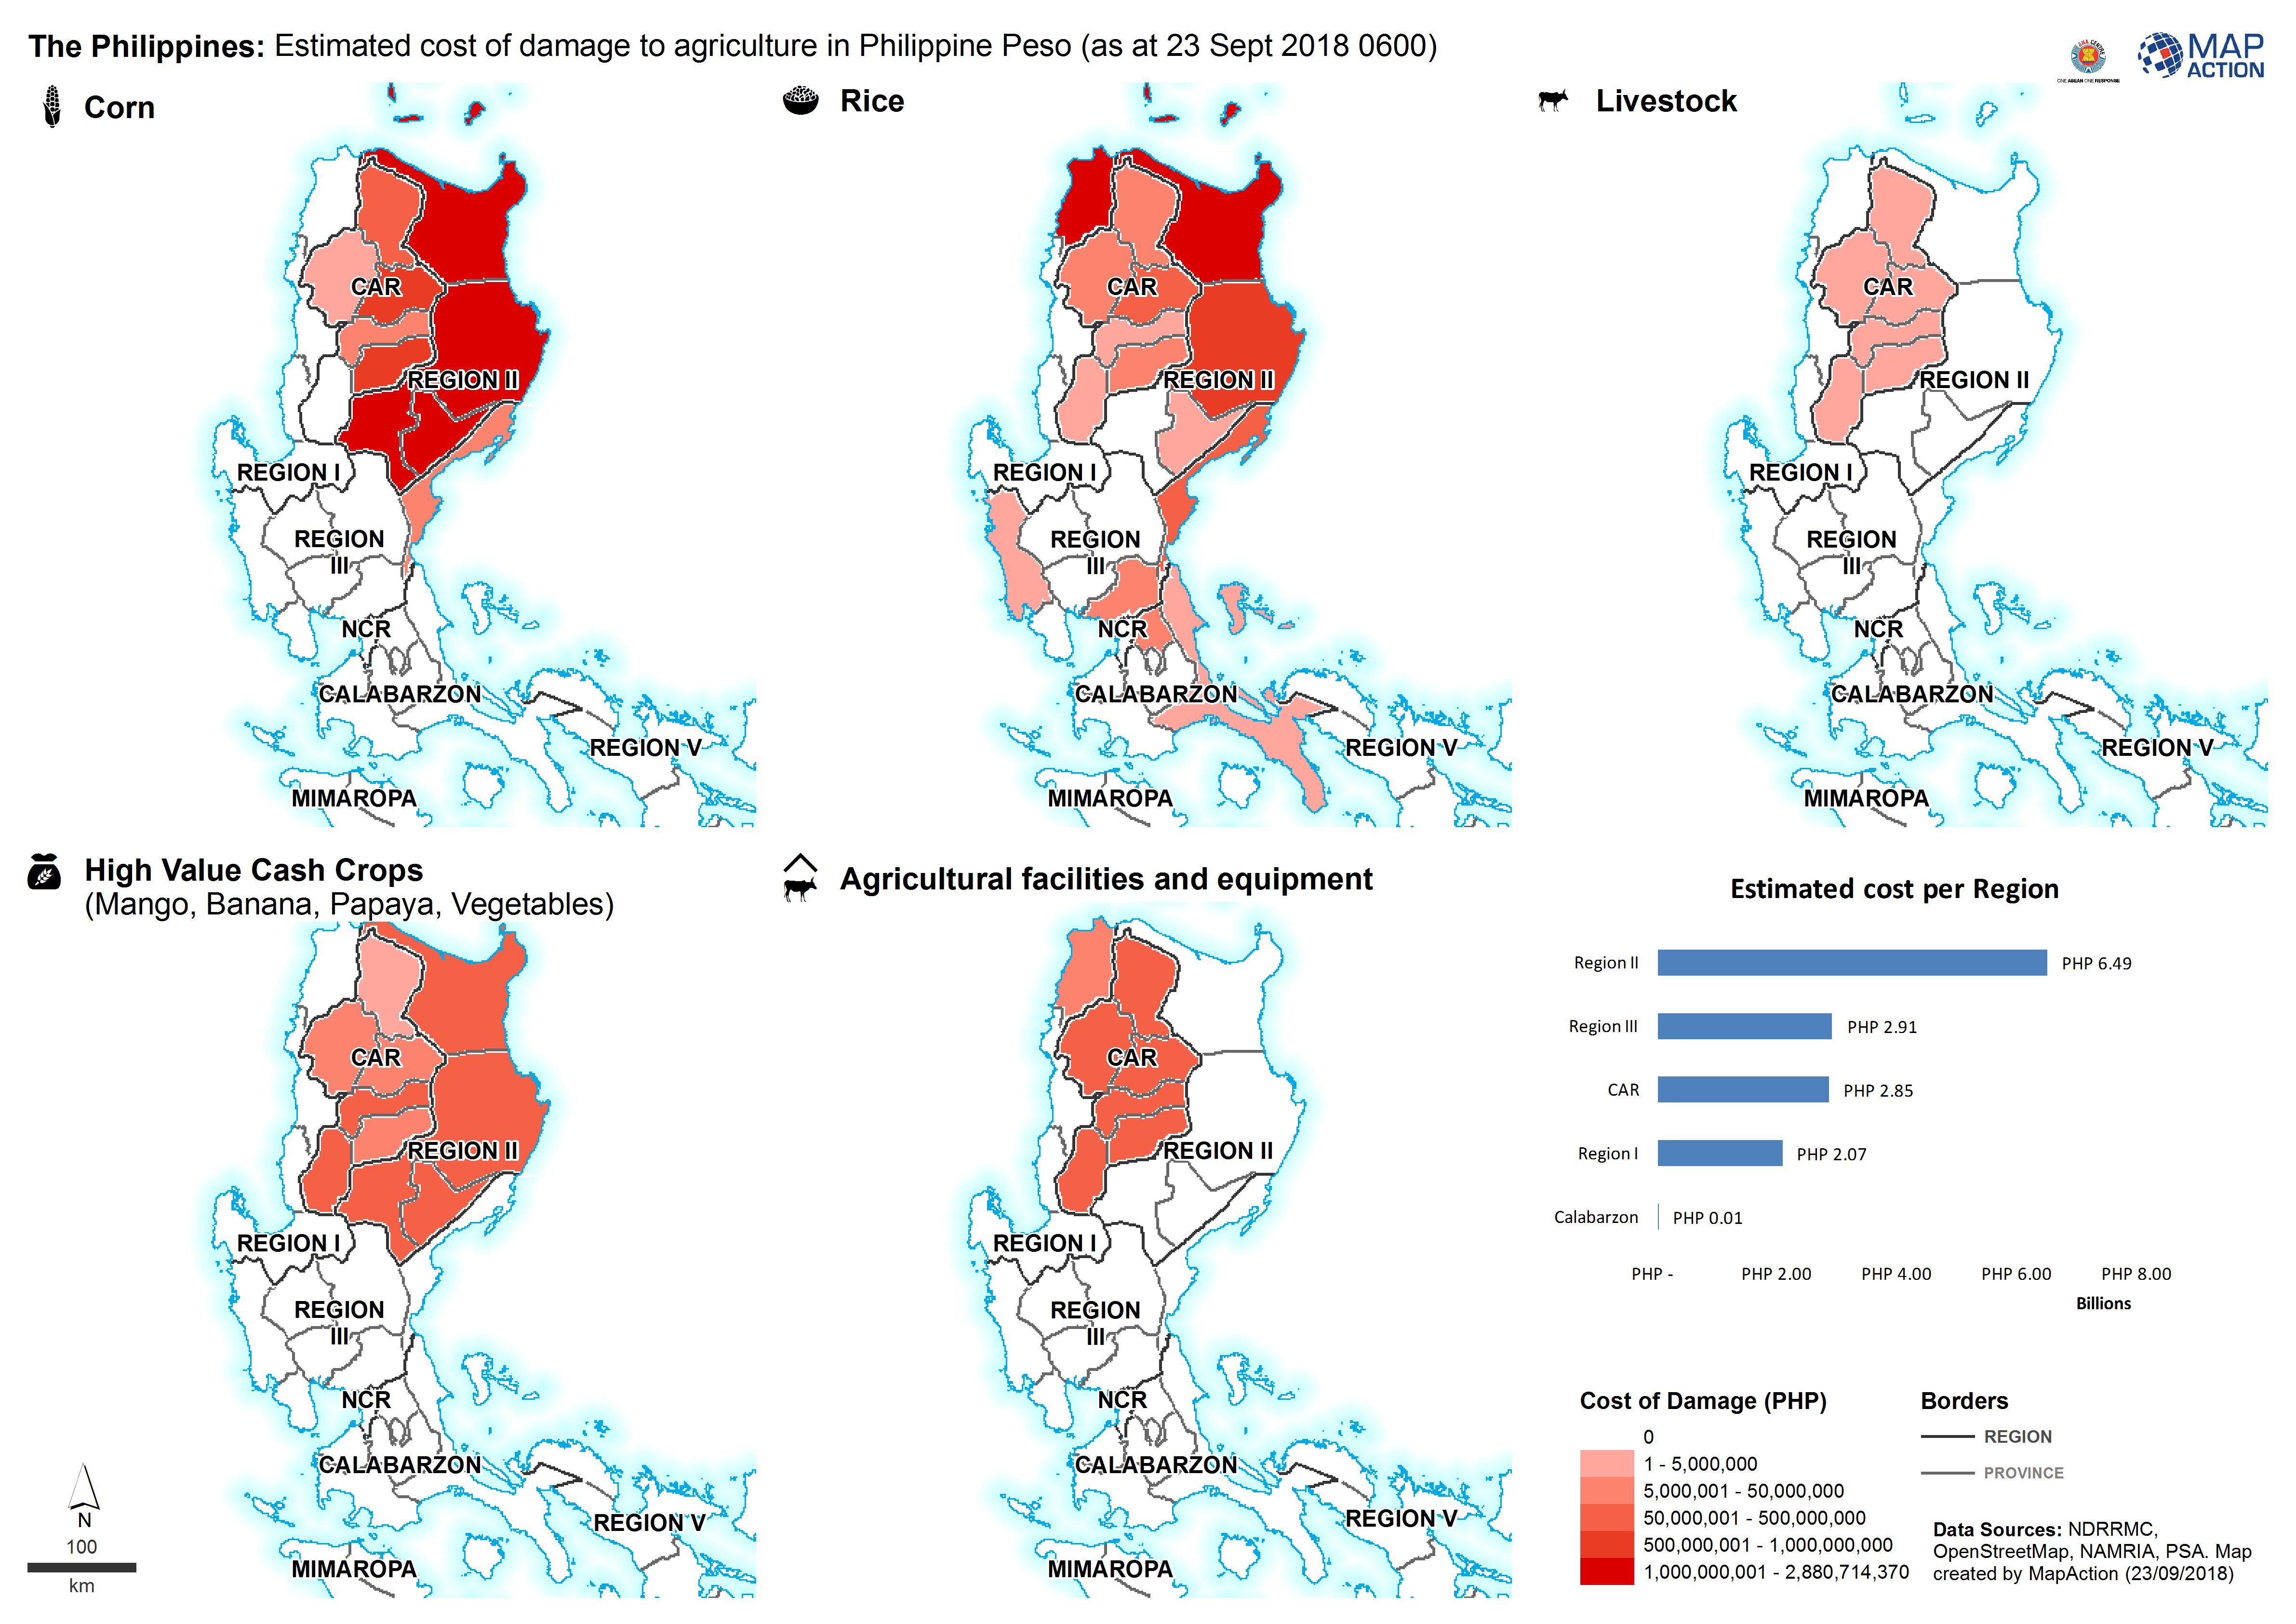 The Philippines: Estimated cost of damage to agriculture in Philippine Peso (as at 23 Sept 2018 0600)
AHA CENTRE
ONE ASEAN ONE RESPONSE
MAP
ACTION
Corn
CAR
REGION II
REGION I
REGION
III
NCR
CALABARZON
REGION V
MIMAROPA
Rice
CAR
REGION II
REGION I
REGION
III
NCR
CALABARZON
REGION V
MIMAROPA
Livestock
CAR
REGION II
REGION I
REGION
III
NCR
CALABARZON
REGION V
MIMAROPA
High Value Cash Crops
(Mango, Banana, Papaya, Vegetables)
CAR
REGION II
REGION I
REGION
III
NCR
CALABARZON
REGION V
MIMAROPA
N
100
km
Agricultural facilities and equipment
CAR
REGION II
REGION I
REGION
III
NCR
CALABARZON
REGION V
MIMAROPA
Estimated cost per Region
Region II PHP 6.49
Region III PHP 2.91
CAR PHP 2.85
Region I PHP 2.07
Calabarzon PHP 0.01
PHP - PHP 2.00 PHP 4.00 PHP 6.00 PHP 8.00
Billions
Cost of Damage (PHP)
0
1 - 5,000,000
5,000,001 - 50,000,000
50,000,001 - 500,000,000
500,000,001 - 1,000,000,000
1,000,000,001 - 2,880,714,370
Borders
REGION
PROVINCE
Data Sources: NDRRMC,
OpenStreetMap, NAMRIA, PSA. Map
created by MapAction (23/09/2018)